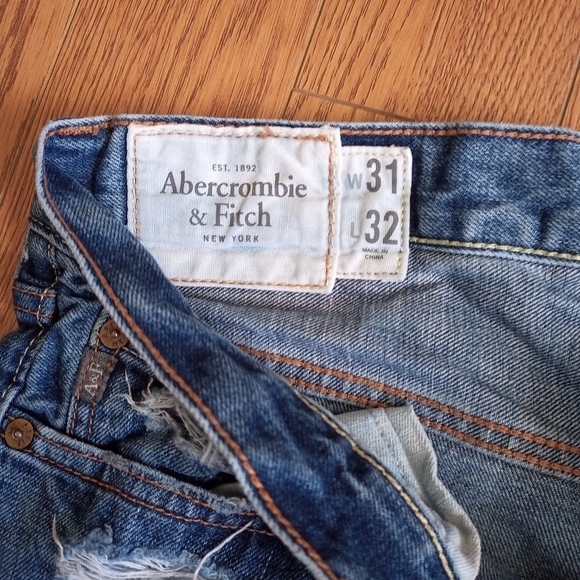 EST. 1892
Abercrombie
& Fitch
NEW YORK
W 31
L 32
MADE IN
CHINA
A&F